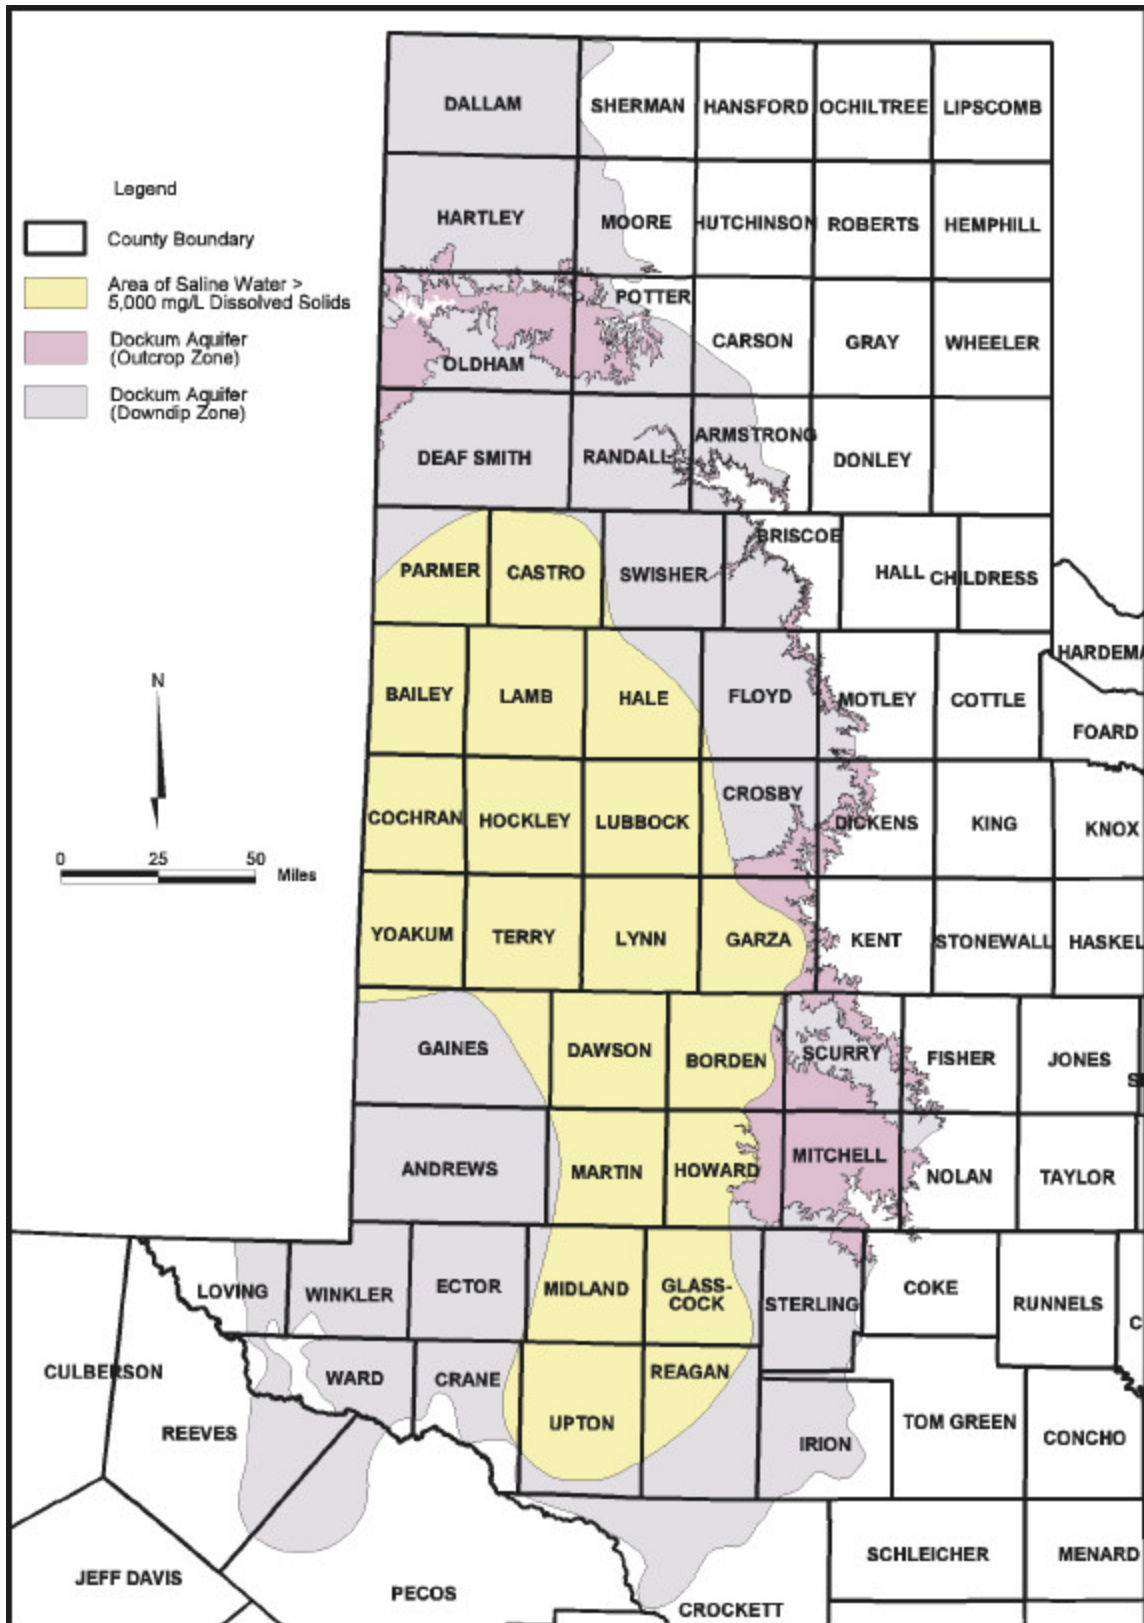 DALLAM
SHERMAN
HANSFORD
OCHILTREE
LIPSCOMB
Legend
County Boundary
Area of Saline Water >
5,000 mg/L Dissolved Solids
Dockum Aquifer
(Outcrop Zone)
Dockum Aquifer
(Downdip Zone)
HARTLEY
MOORE
HUTCHINSON
ROBERTS
HEMPHILL
POTTER
OLDHAM
CARSON
GRAY
WHEELER
DEAF SMITH
RANDALL
ARMSTRONG
DONLEY
PARMER
CASTRO
SWISHER
BRISCOE
HALL
CHILDRESS
HARDEMA
BAILEY
LAMB
HALE
FLOYD
MOTLEY
COTTLE
FOARD
N
COCHRAN
HOCKLEY
LUBBOCK
CROSBY
DICKENS
KING
KNOX
0 25 50
Miles
YOAKUM
TERRY
LYNN
GARZA
KENT
STONEWALL
HASKEL
GAINES
DAWSON
BORDEN
SCURRY
FISHER
JONES
ANDREWS
MARTIN
HOWARD
MITCHELL
NOLAN
TAYLOR
LOVING
WINKLER
ECTOR
MIDLAND
GLASS-
COCK
STERLING
COKE
RUNNELS
C
CULBERSON
REEVES
WARD
CRANE
UPTON
REAGAN
IRION
TOM GREEN
CONCHO
JEFF DAVIS
PECOS
CROCKETT
SCHLEICHER
MENARD